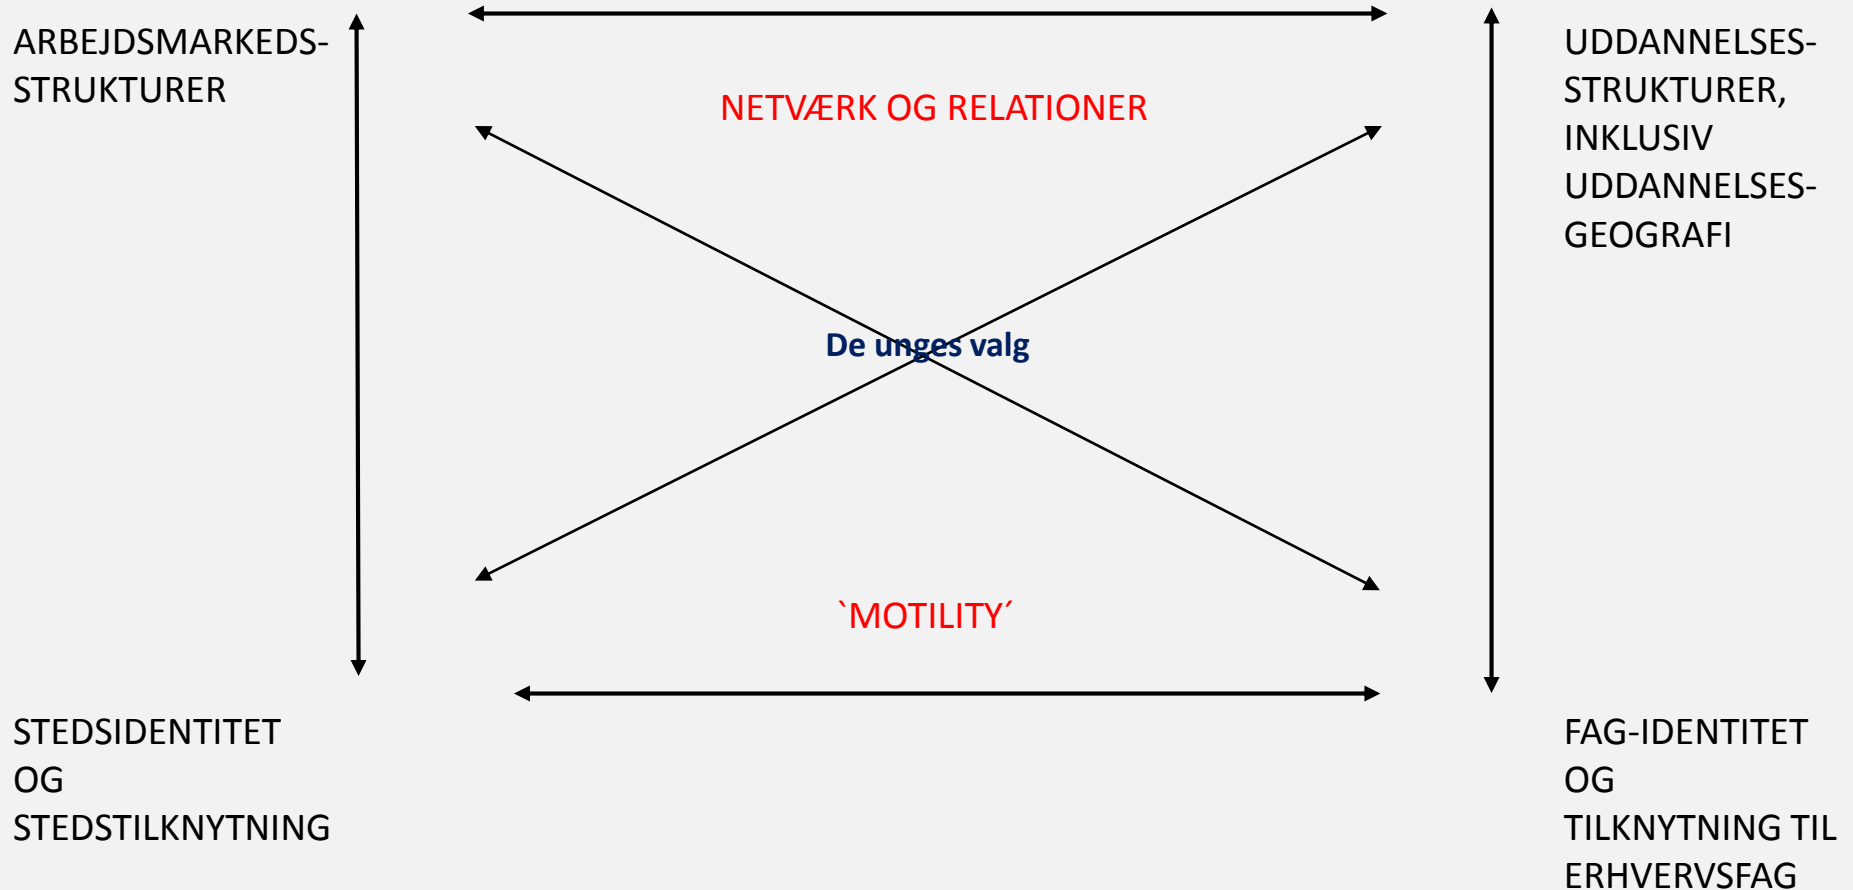 ARBEJDSMARKEDS-
STRUKTURER
NETVÆRK OG RELATIONER
UDDANNELSES-
STRUKTURER,
INKLUSIV
UDDANNELSES-
GEOGRAFI
De unges valg
`MOTILITY´
STEDSIDENTITET
OG
STEDSTILKNYTNING
FAG-IDENTITET
OG
TILKNYTNING TIL
ERHVERVSFAG